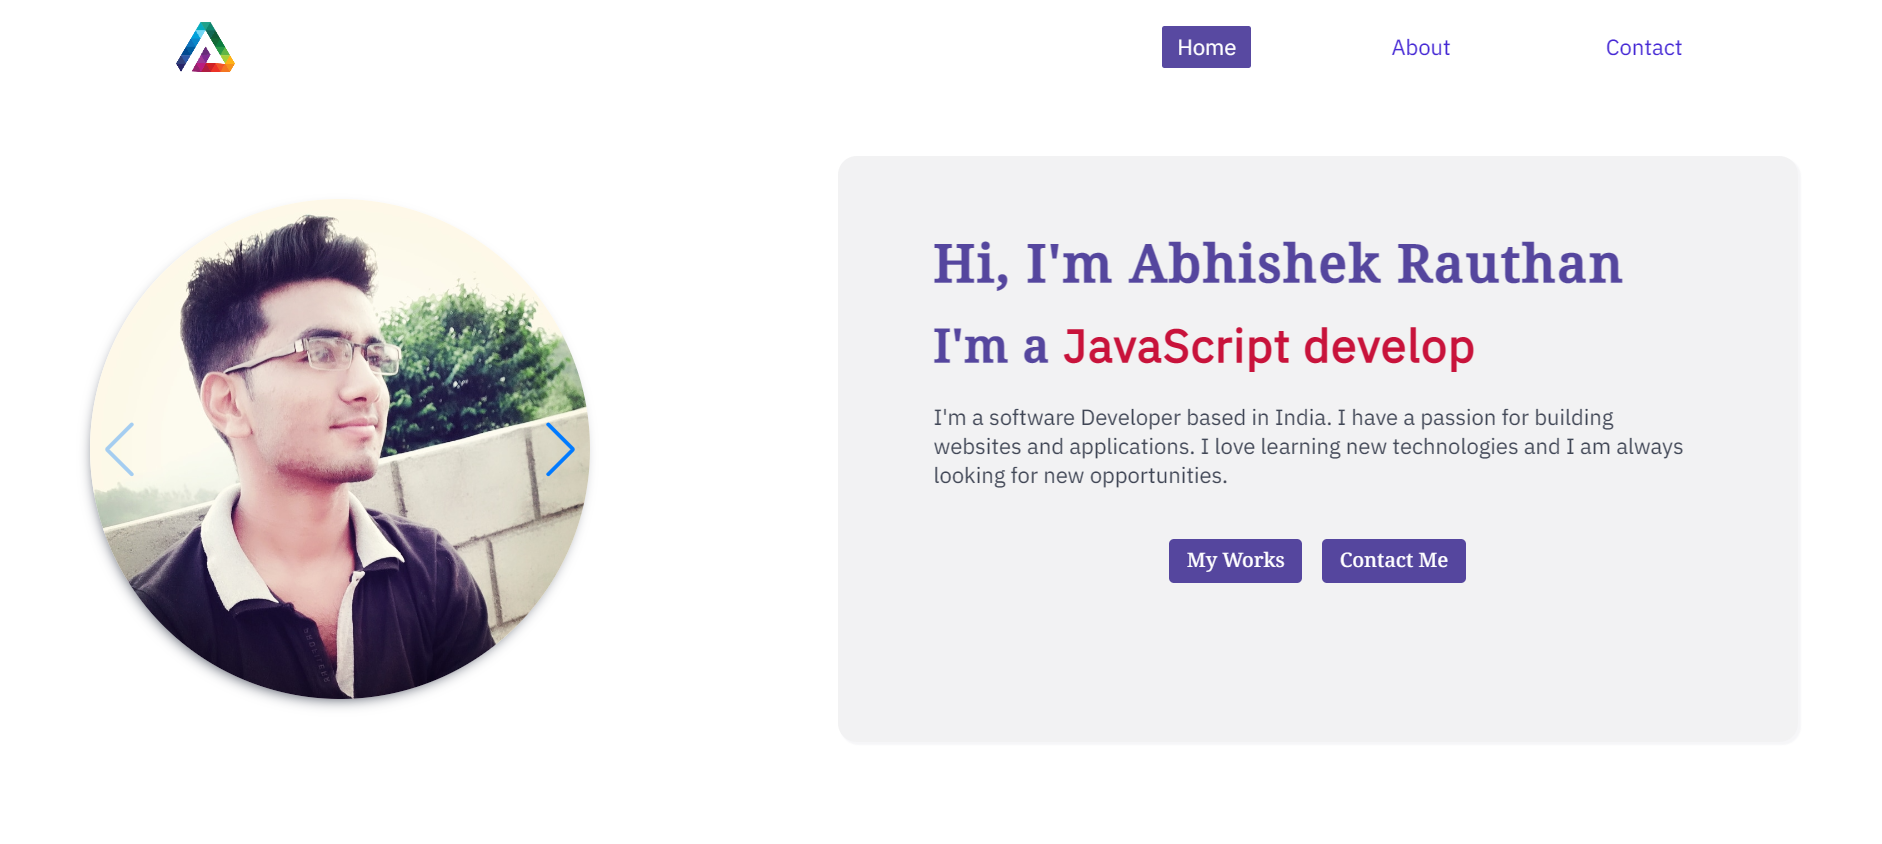 Home About Contact
Hi, I'm Abhishek Rauthan
I'm a JavaScript develop
I'm a software Developer based in India. I have a passion for building
websites and applications. I love learning new technologies and I am always
looking for new opportunities.
My Works Contact Me